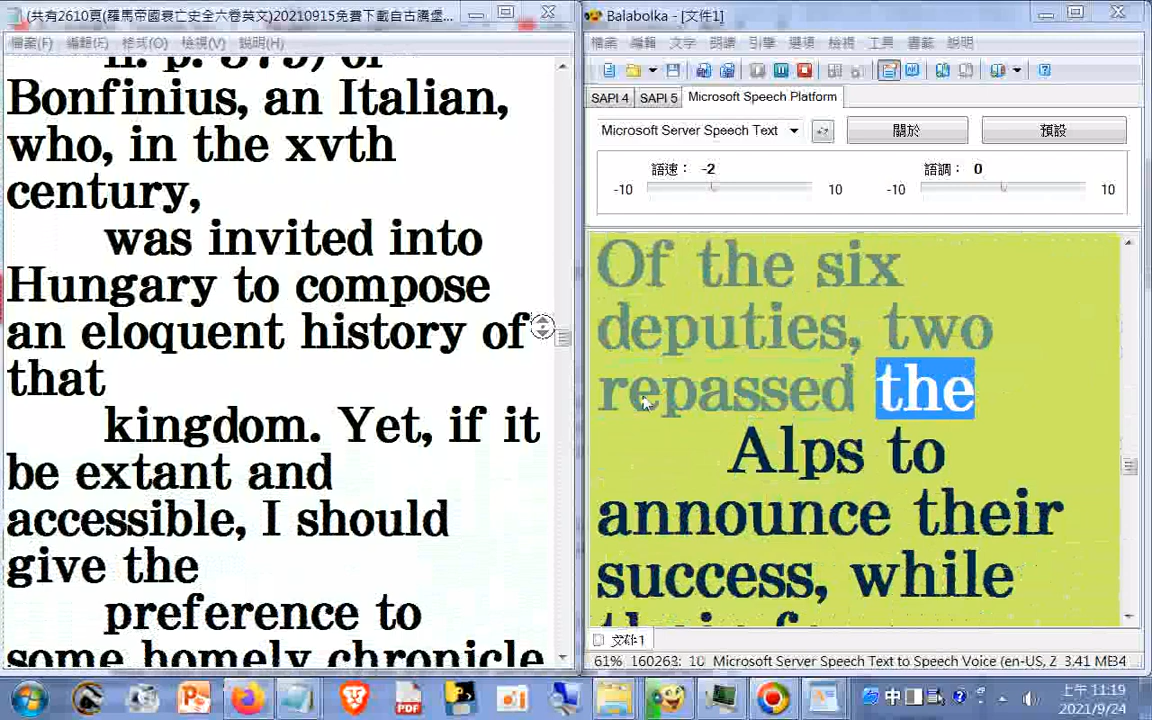 (共有2610頁(羅馬帝國衰亡史全六卷英文)20210915免費下載自古騰堡...
檔案(F) 編輯(E) 格式(O) 檢視(V) 說明(H)
Bonfinius, an Italian,
who, in the xvth
century,
was invited into
Hungary to compose
an eloquent history of
that
kingdom. Yet, if it
be extant and
accessible, I should
give the
preference to
some homely chronicle
Balabolka - [文件1]
檔案 編輯 文字 朗讀 引擎 選項 檢視 工具 書籤 說明
SAPI 4 SAPI 5 Microsoft Speech Platform
Microsoft Server Speech Text 關於 預設
語速： -2 語調： 0
-10 10 -10 10
Of the six
deputies, two
repassed the
Alps to
announce their
success, while
文件1
61% 160263: 10 Microsoft Server Speech Text to Speech Voice (en-US, Z 3.41 MB
中
上午 11:19
2021/9/24